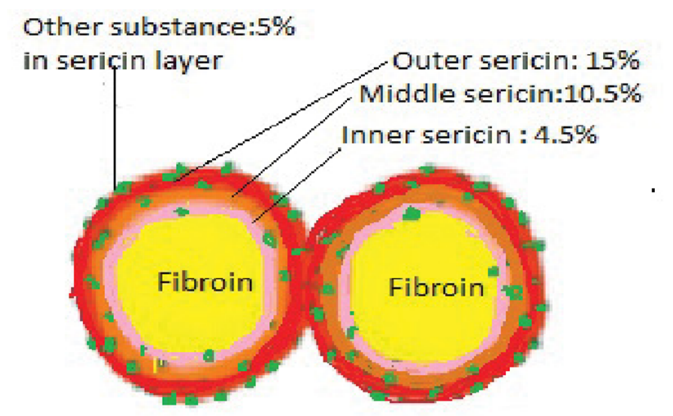 Other substance:5%
in sericin layer
Outer sericin: 15%
Middle sericin:10.5%
Inner sericin : 4.5%
Fibroin
Fibroin